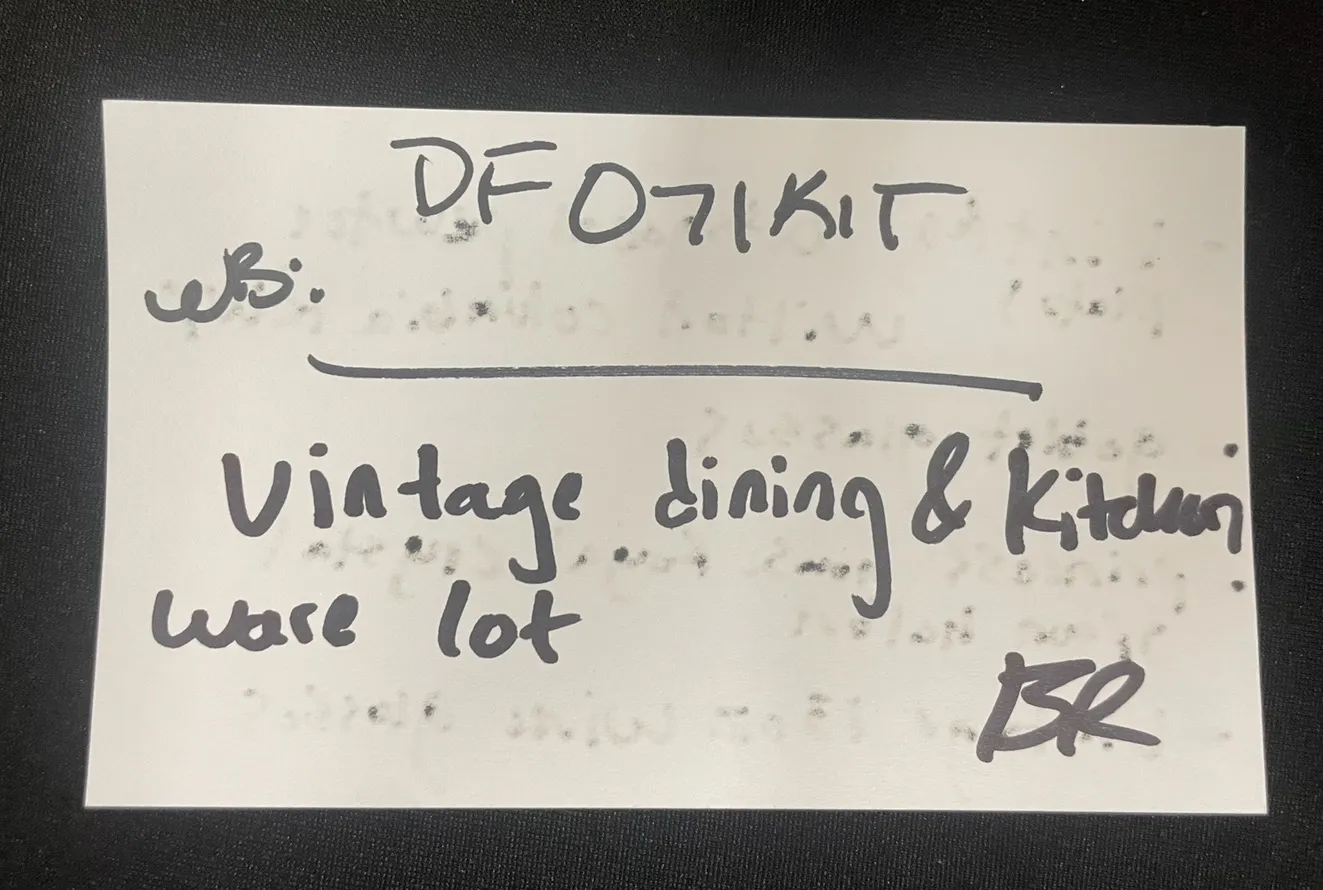 DF071KIT
WB:
Vintage dining & Kitchen
ware lot
BR